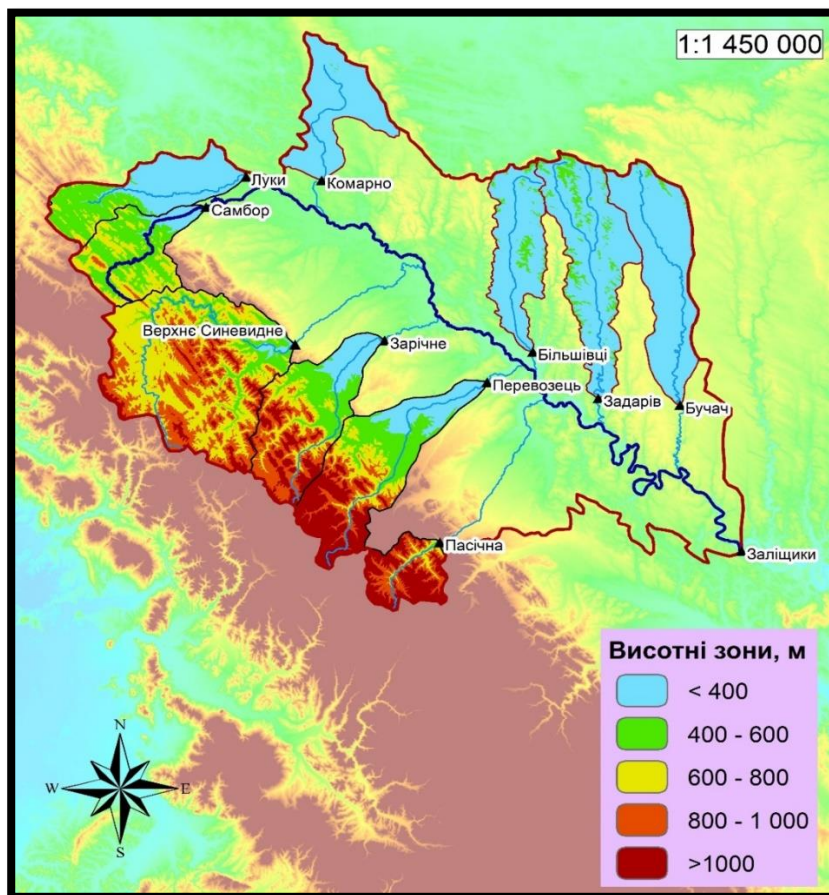 1:1 450 000
Луки
Комарно
Самбор
Верхнє Синевидне
Зарічне
Більшівці
Перевозець
Задарів
Бучач
Пасічна
Заліщики
Висотні зони, м
< 400
400 - 600
600 - 800
800 - 1 000
>1000
N
W
E
S